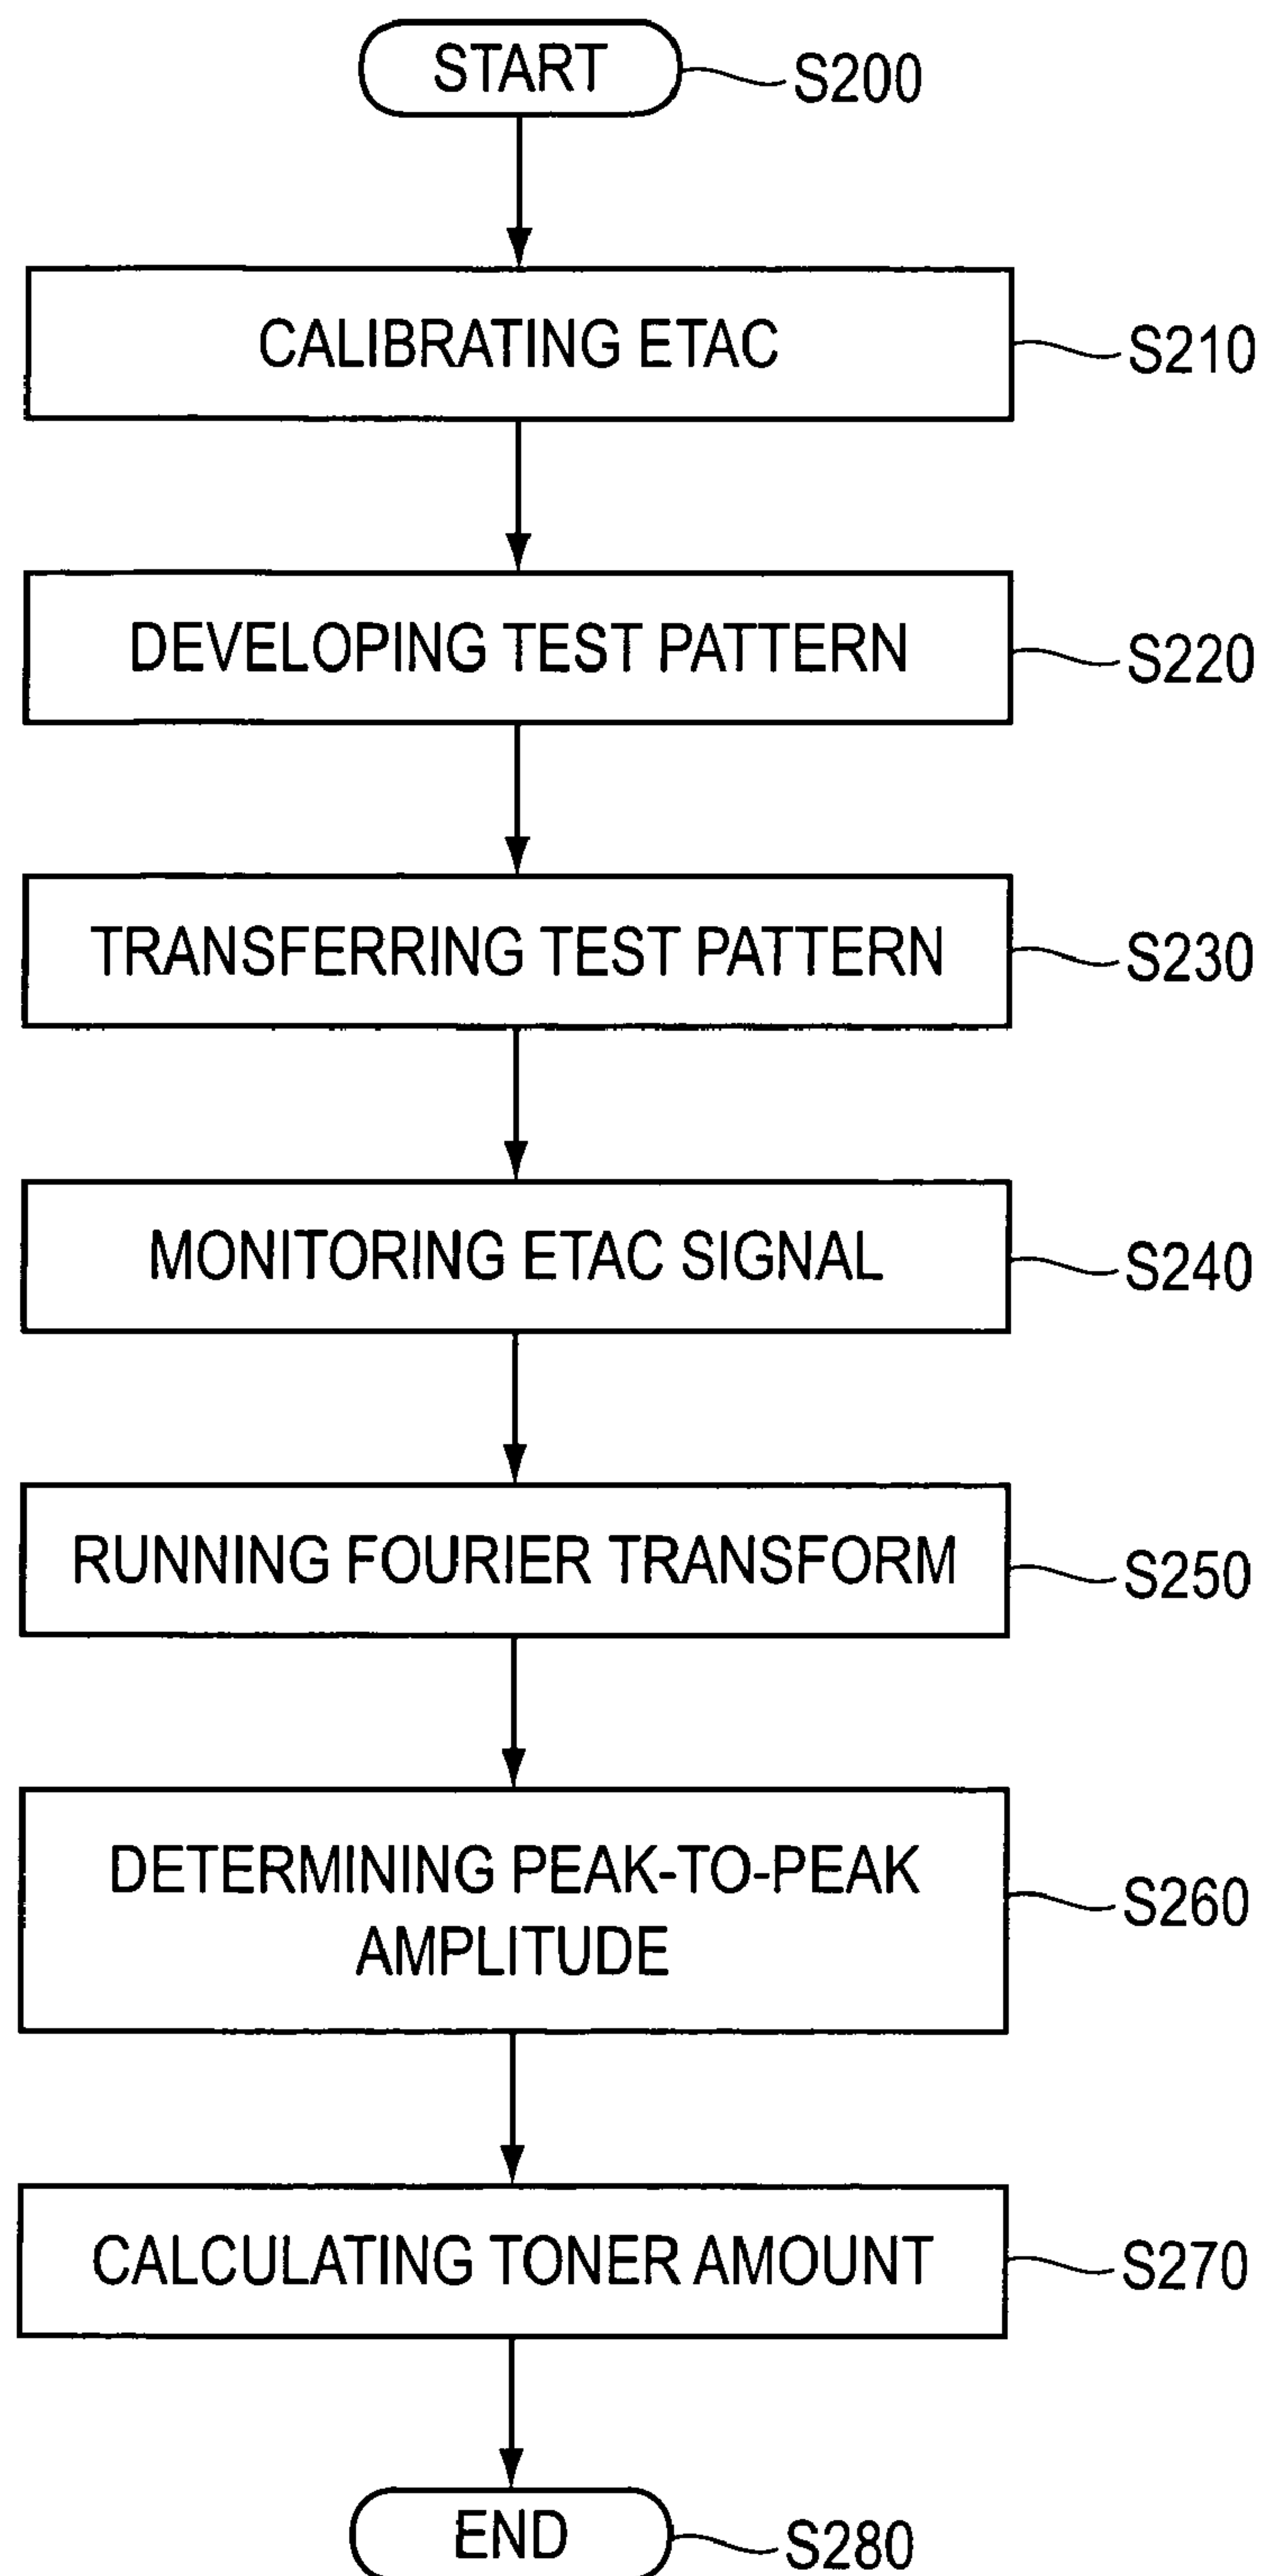 START
S200
CALIBRATING ETAC
S210
DEVELOPING TEST PATTERN
S220
TRANSFERRING TEST PATTERN
S230
MONITORING ETAC SIGNAL
S240
RUNNING FOURIER TRANSFORM
S250
DETERMINING PEAK-TO-PEAK
AMPLITUDE
S260
CALCULATING TONER AMOUNT
S270
END
S280